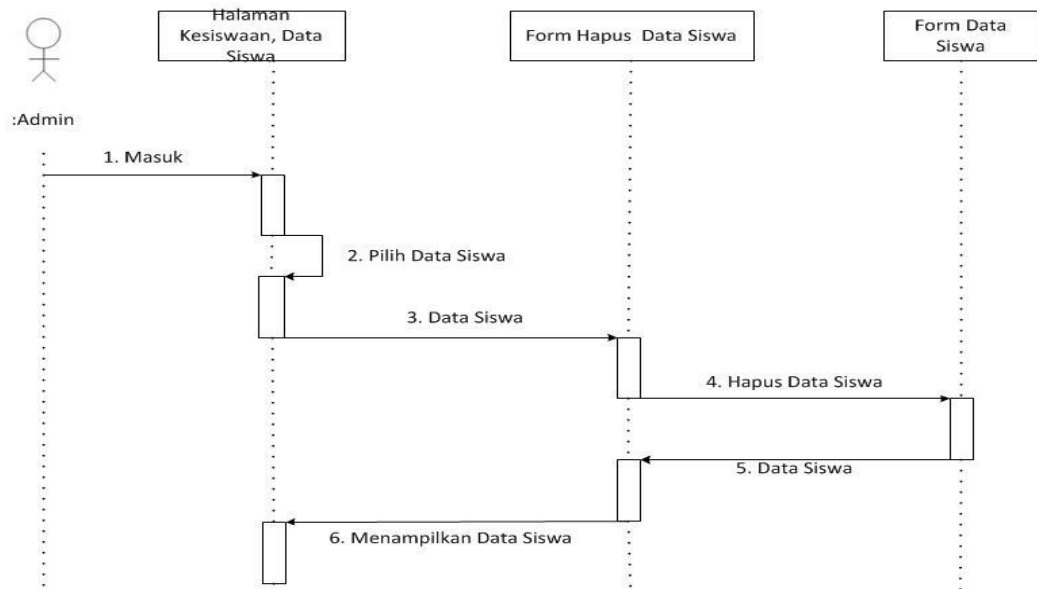 Halaman
Kesiswaan, Data
Siswa
Form Hapus Data Siswa
Form Data
Siswa
:Admin
1. Masuk
2. Pilih Data Siswa
3. Data Siswa
4. Hapus Data Siswa
5. Data Siswa
6. Menampilkan Data Siswa